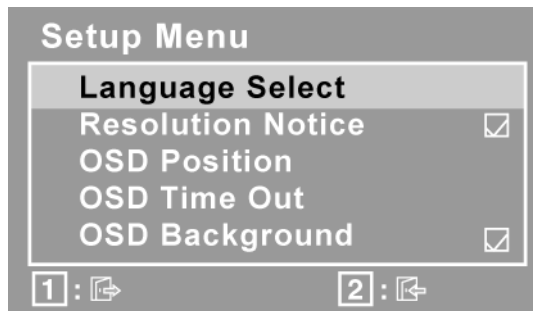 Setup Menu
Language Select
Resolution Notice
OSD Position
OSD Time Out
OSD Background
1 : 2 :